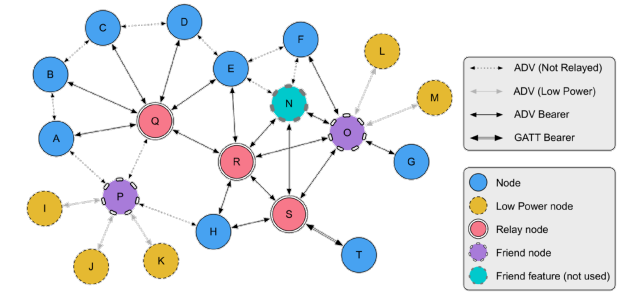 D
C
F
L
E
B
M
N
Q
O
A
R
G
P
I
S
H
T
J
K
ADV (Not Relayed)
ADV (Low Power)
ADV Bearer
GATT Bearer
Node
Low Power node
Relay node
Friend node
Friend feature (not used)